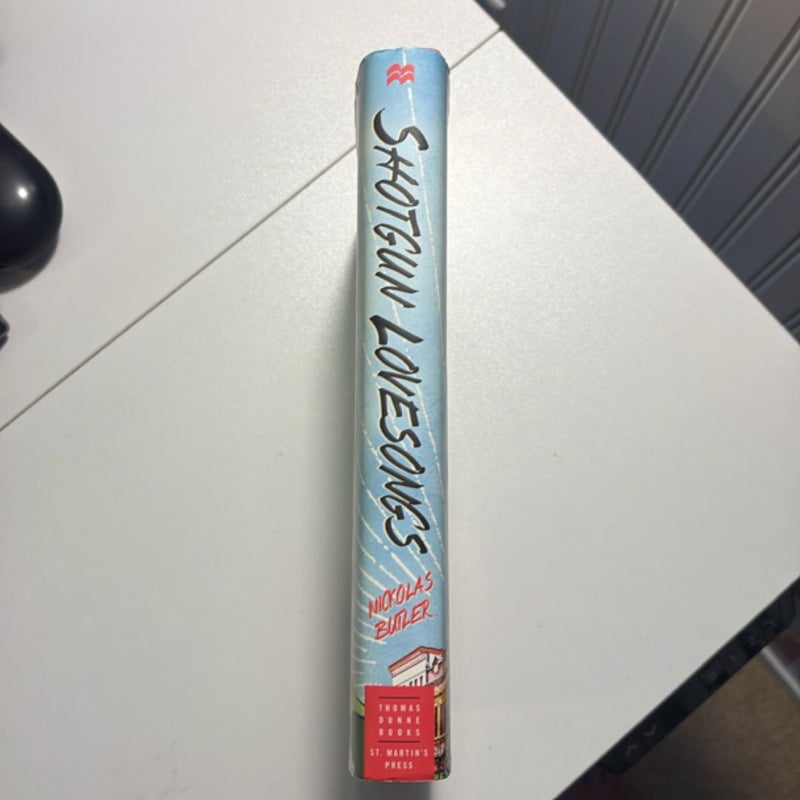 SHOTGUN LOVESONGS
NICKOLAS
BUTLER
THOMAS
DUNNE
BOOKS
ST. MARTIN'S
PRESS